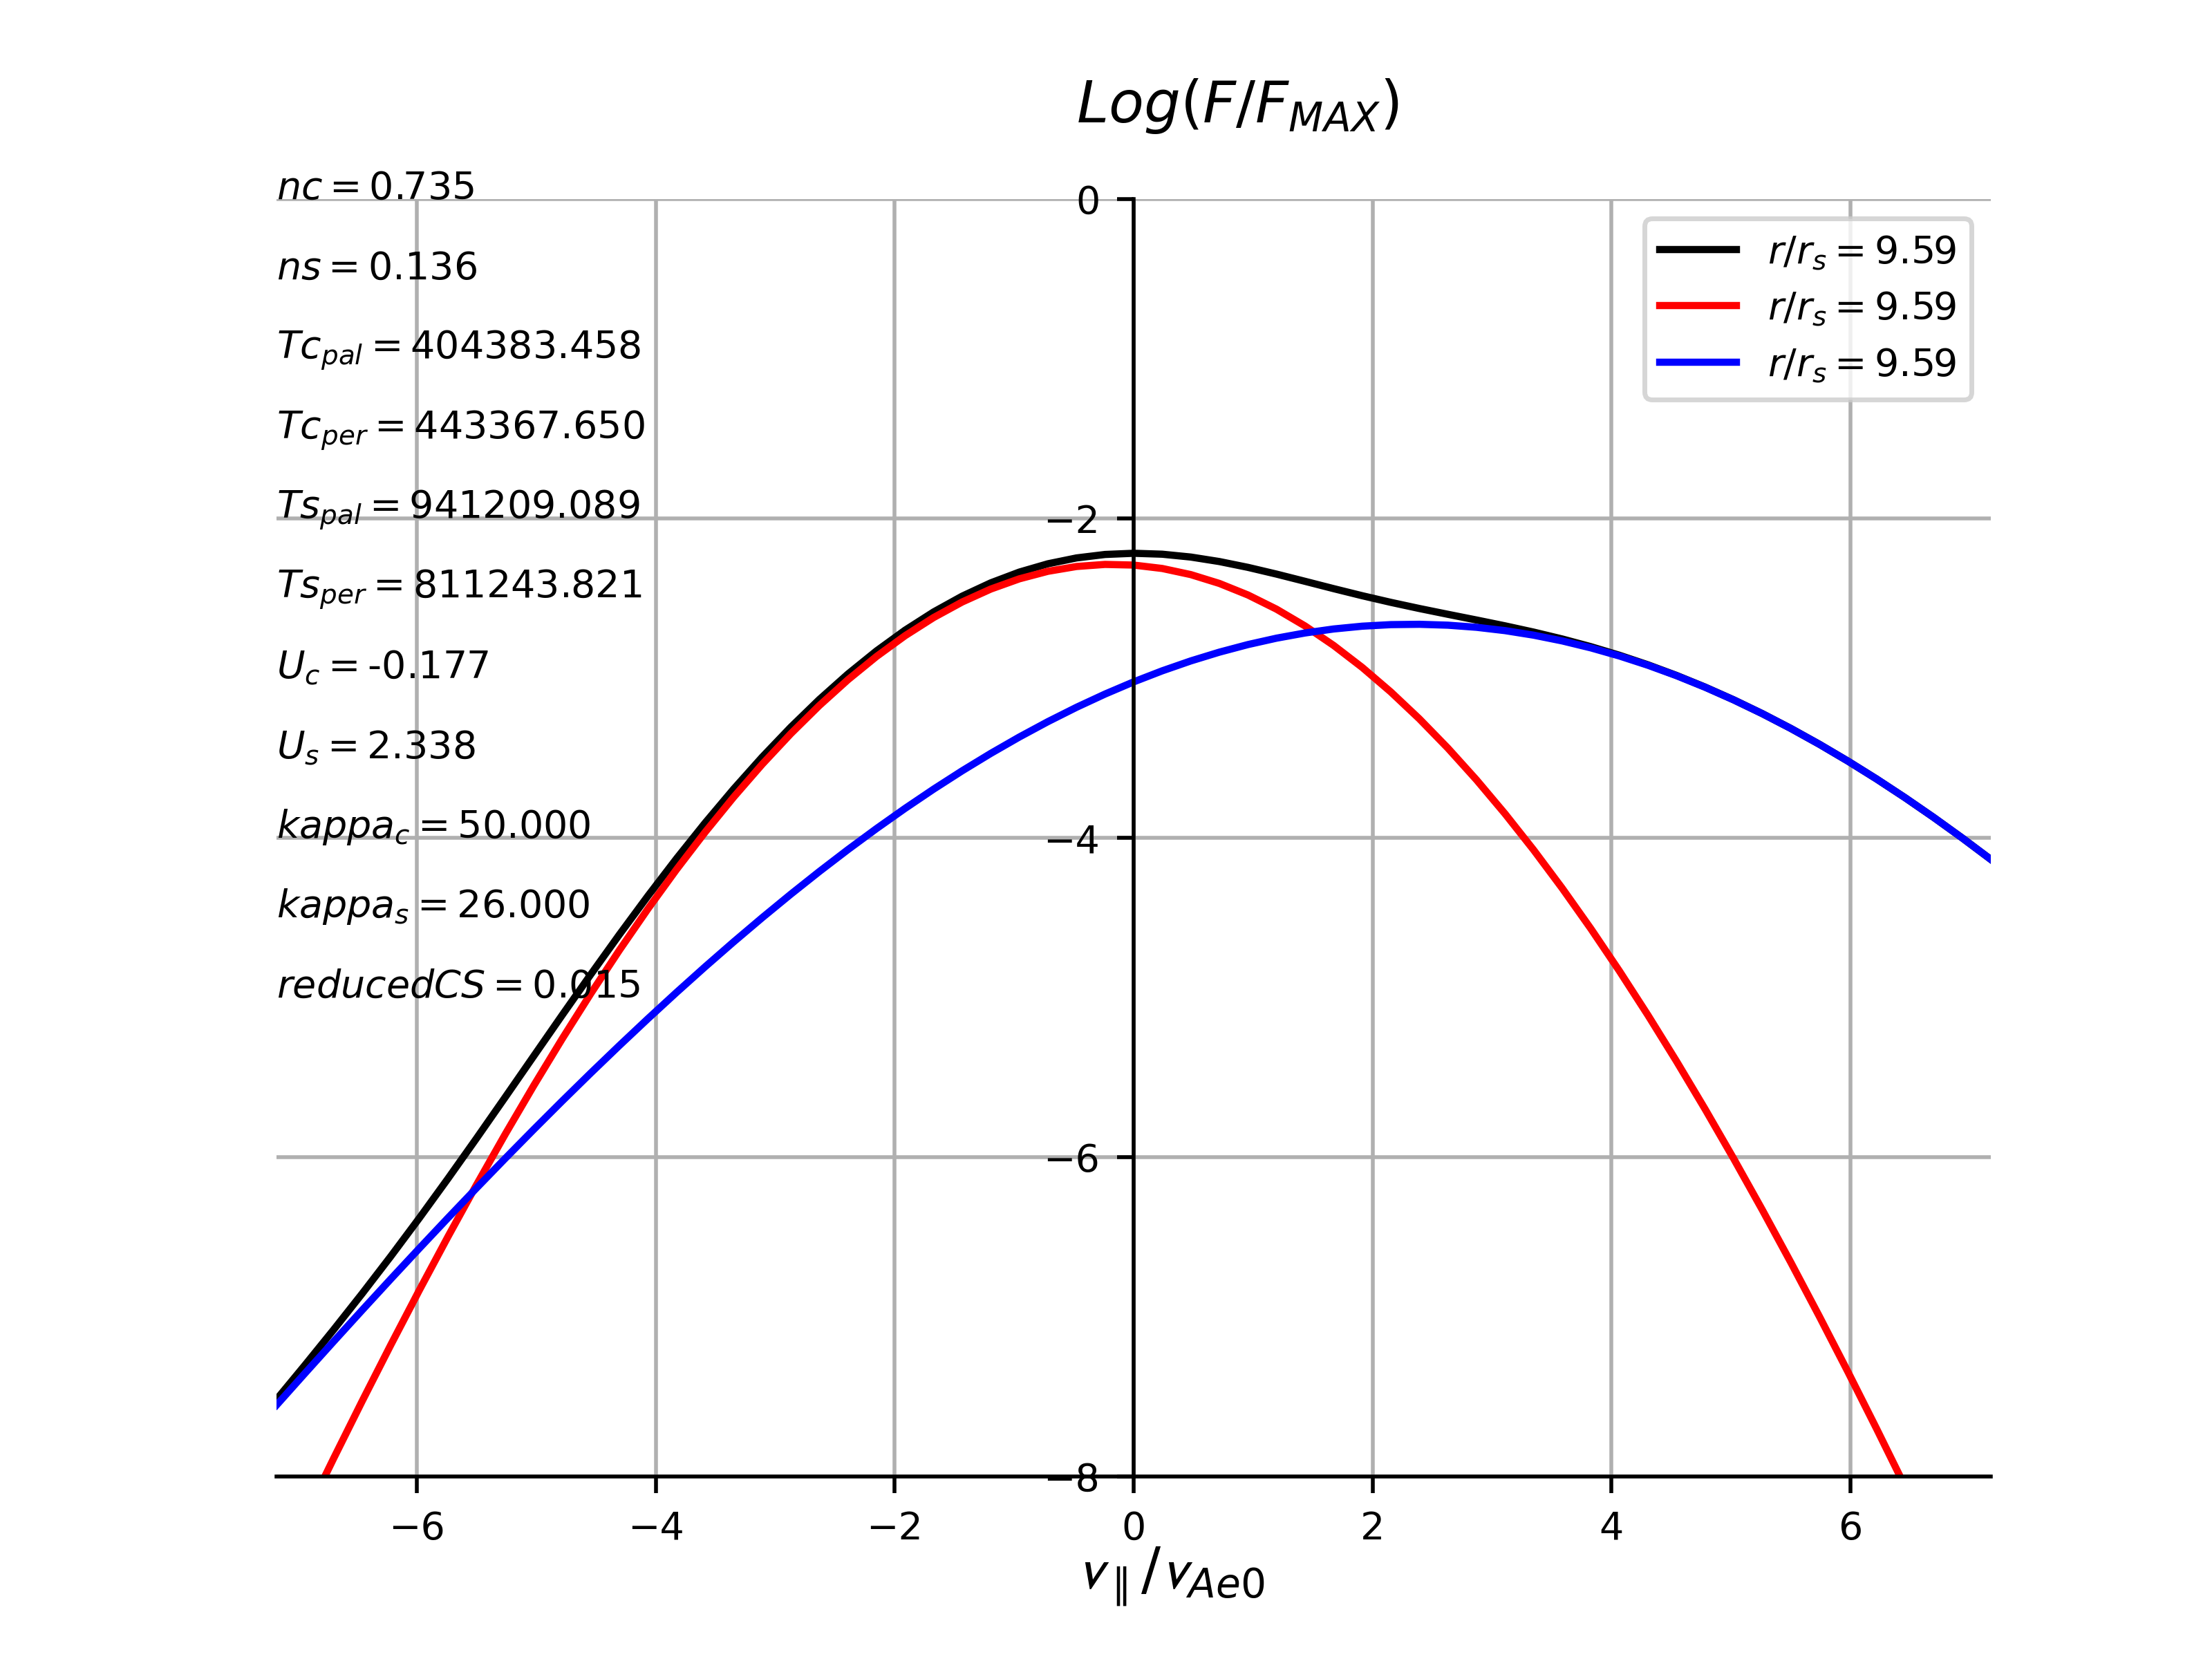 Log(F/F_MAX)
nc = 0.735
ns = 0.136
Tc_pal = 404383.458
Tc_per = 443367.650
Ts_pal = 941209.089
Ts_per = 811243.821
U_c = -0.177
U_s = 2.338
kappa_c = 50.000
kappa_s = 26.000
reducedCS = 0.015
0
−2
−4
−6
−8
r/r_s = 9.59
r/r_s = 9.59
r/r_s = 9.59
−6 −4 −2 0 2 4 6
v_∥/v_Ae0